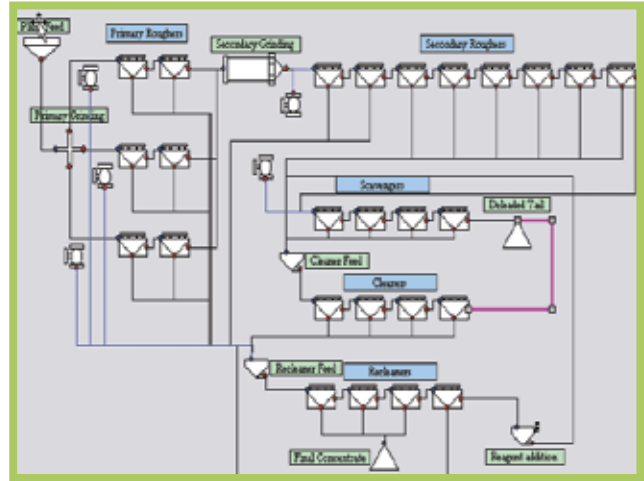 Plant Feed
Primary Roughers
Secondary Grinding
Secondary Roughers
Primary Grinding
Scavengers
Deleaded Tail
Cleaner Feed
Cleaners
Recleaner Feed
Recleaners
Final Concentrate
Reagent addition